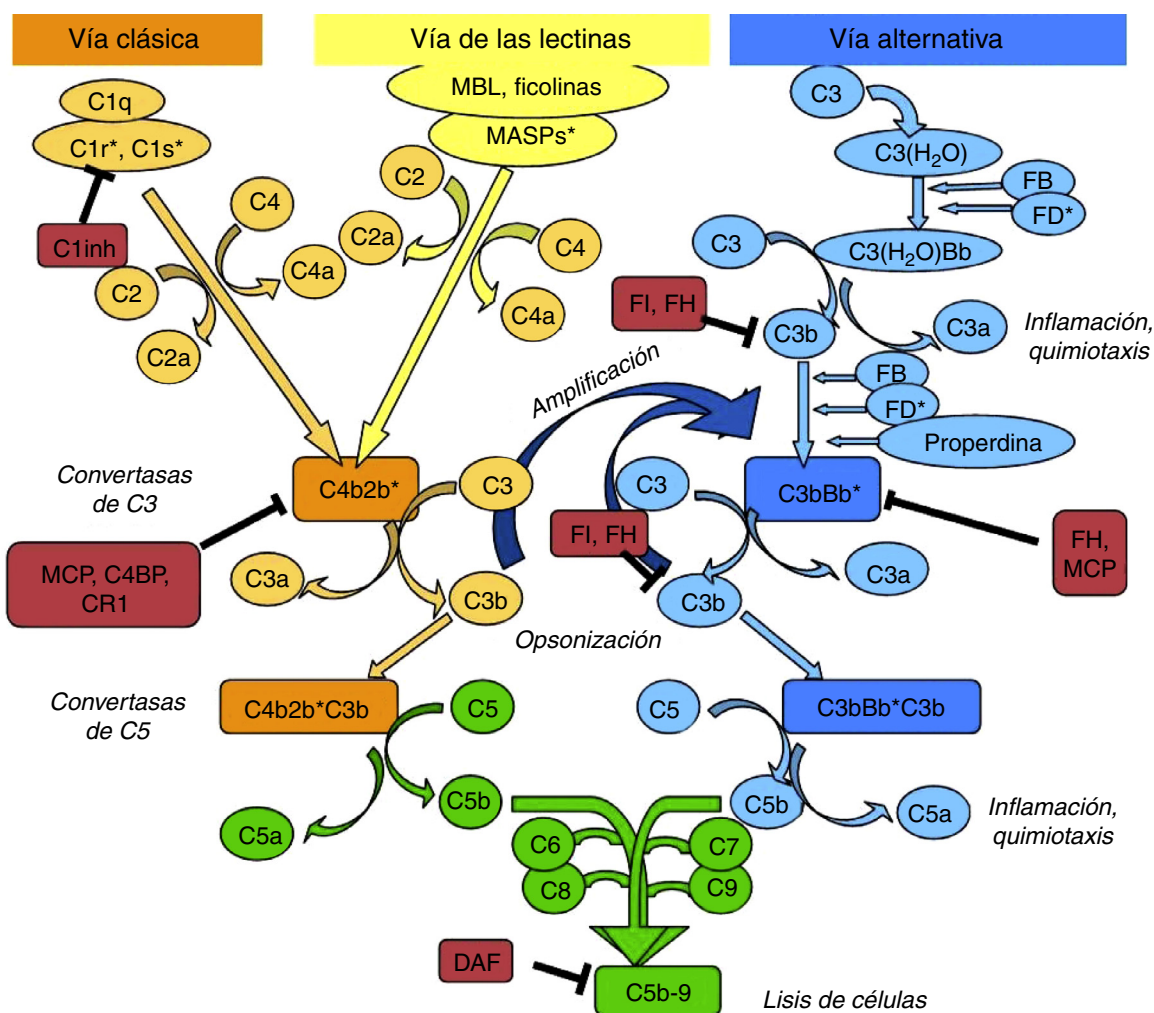 Vía clásica
Vía de las lectinas
Vía alternativa
C1q
C1r*, C1s*
C1inh
C2
C2a
C4
C4a
MBL, ficolinas
MASPs*
C2
C2a
C4
C4a
C3
C3(H₂O)
FB
FD*
C3(H₂O)Bb
C3
FI, FH
C3b
C3a
Inflamación,
quimiotaxis
FB
FD*
Properdina
Amplificación
Convertasas
de C3
C4b2b*
C3
C3
C3bBb*
MCP, C4BP,
CR1
C3a
C3b
FI, FH
C3b
C3a
FH,
MCP
Opsonización
Convertasas
de C5
C4b2b*C3b
C5
C5
C3bBb*C3b
C5a
C5b
C5b
C5a
Inflamación,
quimiotaxis
C6
C7
C8
C9
DAF
C5b-9
Lisis de células